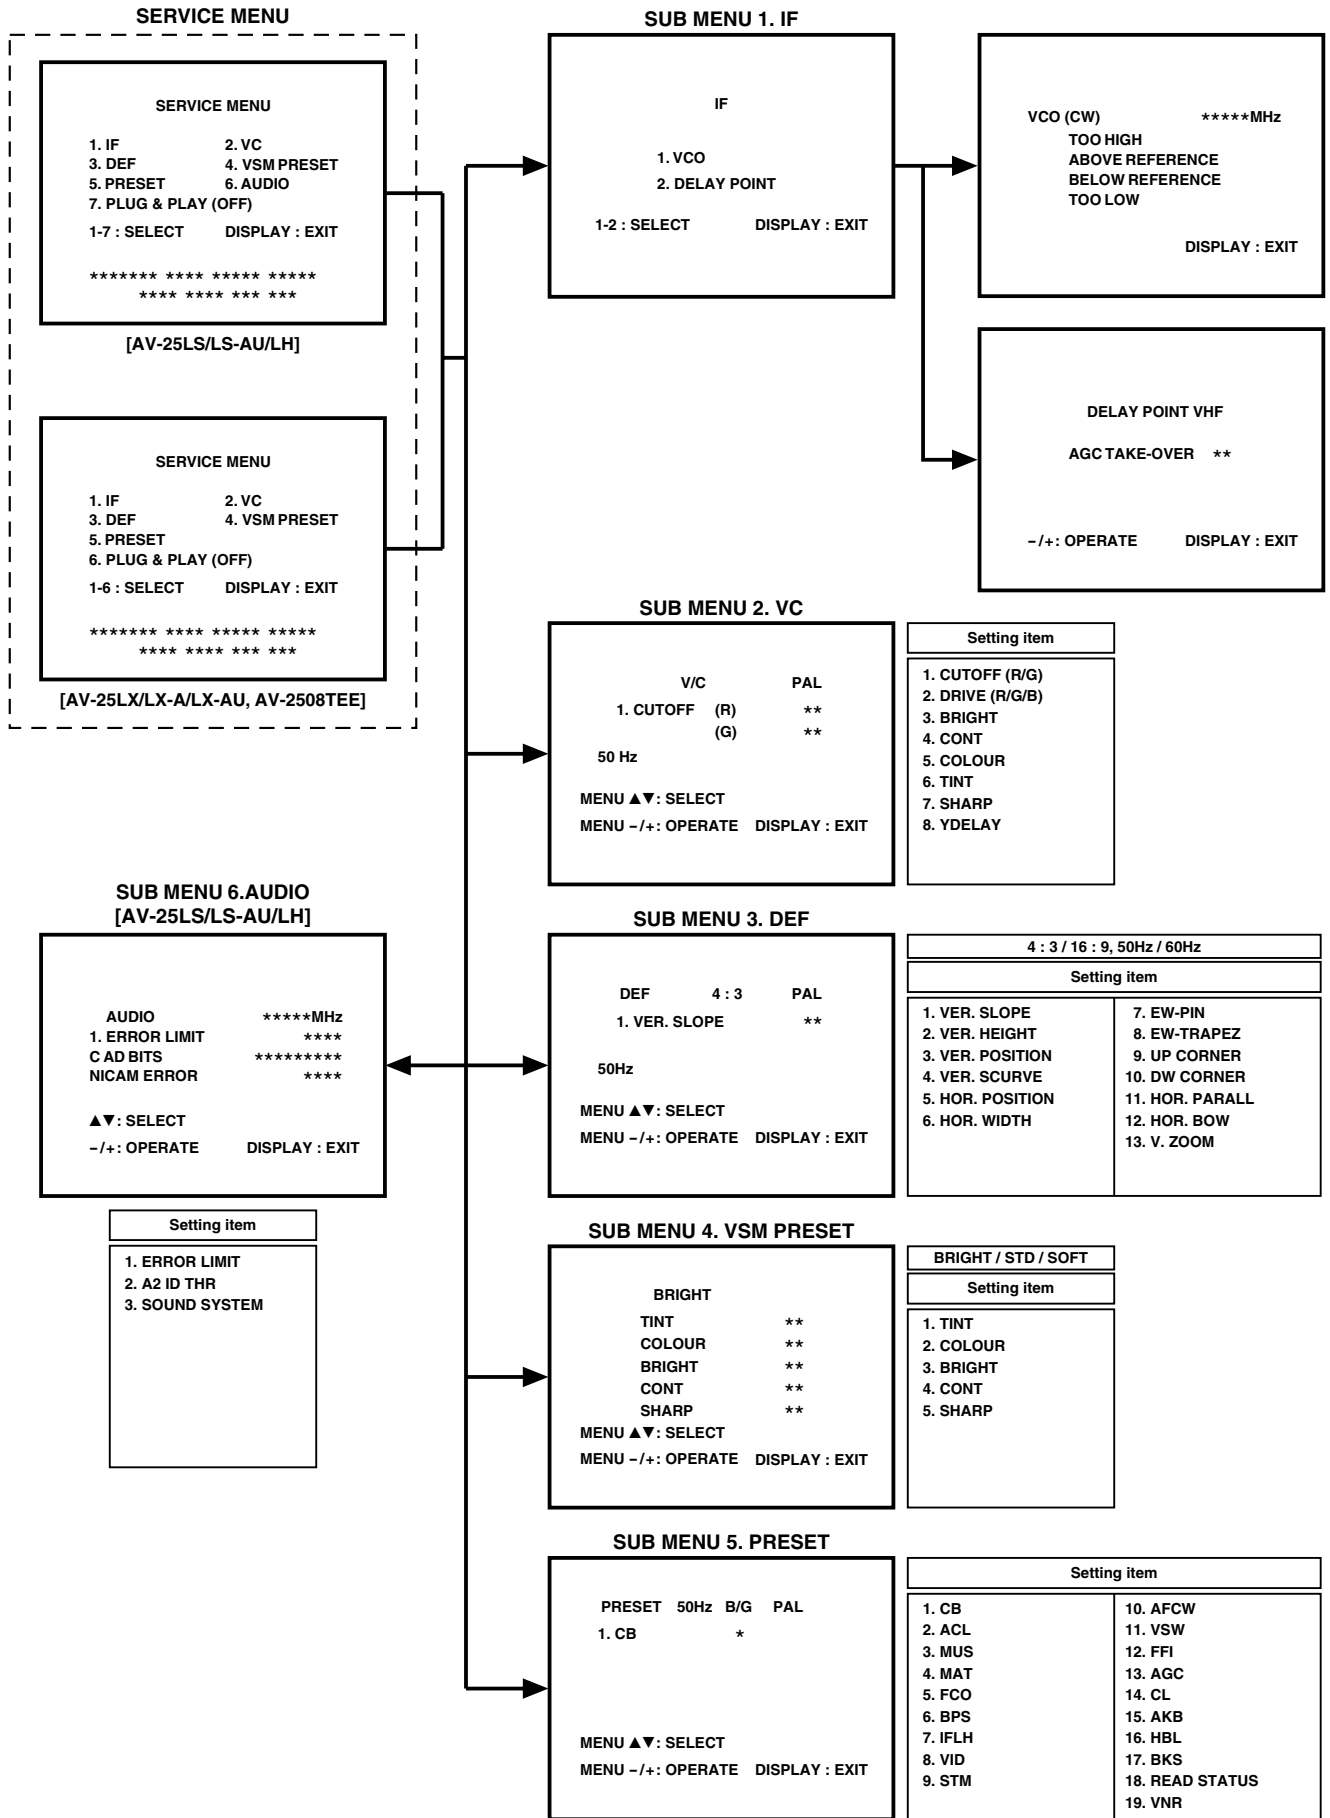 SERVICE MENU
SERVICE MENU
1. IF 2. VC
3. DEF 4. VSM PRESET
5. PRESET 6. AUDIO
7. PLUG & PLAY (OFF)
1-7 : SELECT DISPLAY : EXIT
******* **** ***** *****
**** **** *** ***
[AV-25LS/LS-AU/LH]
SERVICE MENU
1. IF 2. VC
3. DEF 4. VSM PRESET
5. PRESET
6. PLUG & PLAY (OFF)
1-6 : SELECT DISPLAY : EXIT
******* **** ***** *****
**** **** *** ***
[AV-25LX/LX-A/LX-AU, AV-2508TEE]
SUB MENU 1. IF
IF
1. VCO
2. DELAY POINT
1-2 : SELECT DISPLAY : EXIT
VCO (CW) *****MHz
TOO HIGH
ABOVE REFERENCE
BELOW REFERENCE
TOO LOW
DISPLAY : EXIT
DELAY POINT VHF
AGC TAKE-OVER **
–/+: OPERATE DISPLAY : EXIT
SUB MENU 2. VC
V/C PAL
1. CUTOFF (R) **
(G) **
50 Hz
MENU ▲▼: SELECT
MENU –/+: OPERATE DISPLAY : EXIT
Setting item
1. CUTOFF (R/G)
2. DRIVE (R/G/B)
3. BRIGHT
4. CONT
5. COLOUR
6. TINT
7. SHARP
8. YDELAY
SUB MENU 6.AUDIO
[AV-25LS/LS-AU/LH]
AUDIO *****MHz
1. ERROR LIMIT ****
C AD BITS *********
NICAM ERROR ****
▲▼: SELECT
–/+: OPERATE DISPLAY : EXIT
Setting item
1. ERROR LIMIT
2. A2 ID THR
3. SOUND SYSTEM
SUB MENU 3. DEF
DEF 4 : 3 PAL
1. VER. SLOPE **
50Hz
MENU ▲▼: SELECT
MENU –/+: OPERATE DISPLAY : EXIT
4 : 3 / 16 : 9, 50Hz / 60Hz
Setting item
1. VER. SLOPE
2. VER. HEIGHT
3. VER. POSITION
4. VER. SCURVE
5. HOR. POSITION
6. HOR. WIDTH
7. EW-PIN
8. EW-TRAPEZ
9. UP CORNER
10. DW CORNER
11. HOR. PARALL
12. HOR. BOW
13. V. ZOOM
SUB MENU 4. VSM PRESET
BRIGHT
TINT **
COLOUR **
BRIGHT **
CONT **
SHARP **
MENU ▲▼: SELECT
MENU –/+: OPERATE DISPLAY : EXIT
BRIGHT / STD / SOFT
Setting item
1. TINT
2. COLOUR
3. BRIGHT
4. CONT
5. SHARP
SUB MENU 5. PRESET
PRESET 50Hz B/G PAL
1. CB *
MENU ▲▼: SELECT
MENU –/+: OPERATE DISPLAY : EXIT
Setting item
1. CB
2. ACL
3. MUS
4. MAT
5. FCO
6. BPS
7. IFLH
8. VID
9. STM
10. AFCW
11. VSW
12. FFI
13. AGC
14. CL
15. AKB
16. HBL
17. BKS
18. READ STATUS
19. VNR